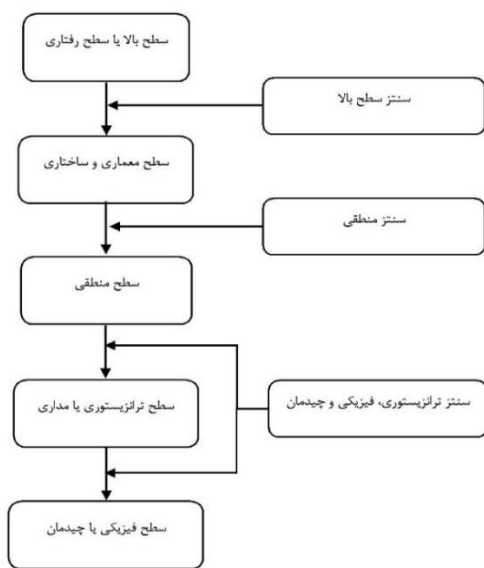 سطح بالا یا سطح رفتاری
سنتز سطح بالا
سطح معماری و ساختاری
سنتز منطقی
سطح منطقی
سطح ترانزیستوری یا مداری
سنتز ترانزیستوری، فیزیکی و چیدمان
سطح فیزیکی یا چیدمان